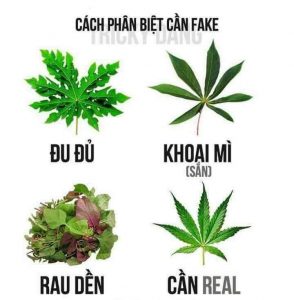 CÁCH PHÂN BIỆT CẦN FAKE
TRICKY DANG
ĐU ĐỦ
KHOAI MÌ
(SẮN)
RAU DỀN
CẦN REAL